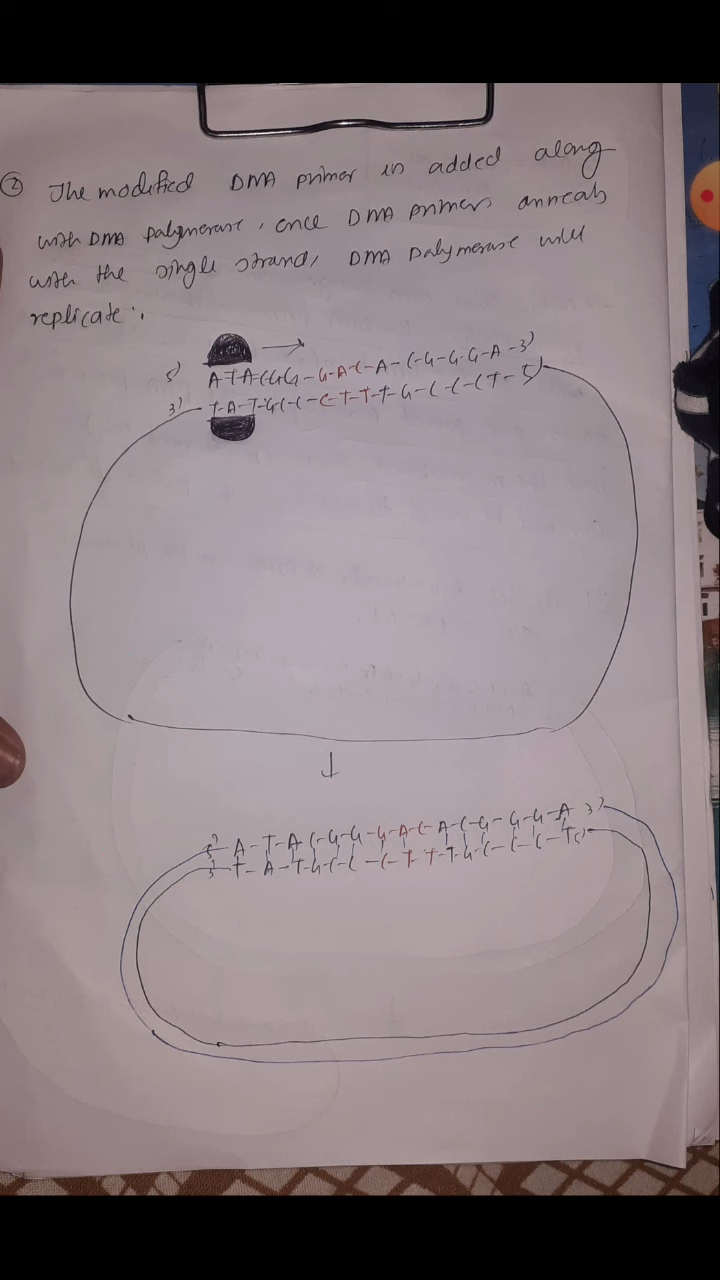 ② The modified DNA primer is added along
with DNA polymerase, once DNA primers anneals
with the single strand, DNA polymerase will
replicate.
5') A-T-A C G G - G-A-C-A-C-G-G-G-A-3')
3') T-A-T-G-C-C-C-T-T-T-G-C-C-C T-5')
5') A-T-A C-G-G-G-A-C-A-C-G-G-G-A 3')
3') T-A-T-G-C-C-C-T-T-T-G-C-C-C-T 5')